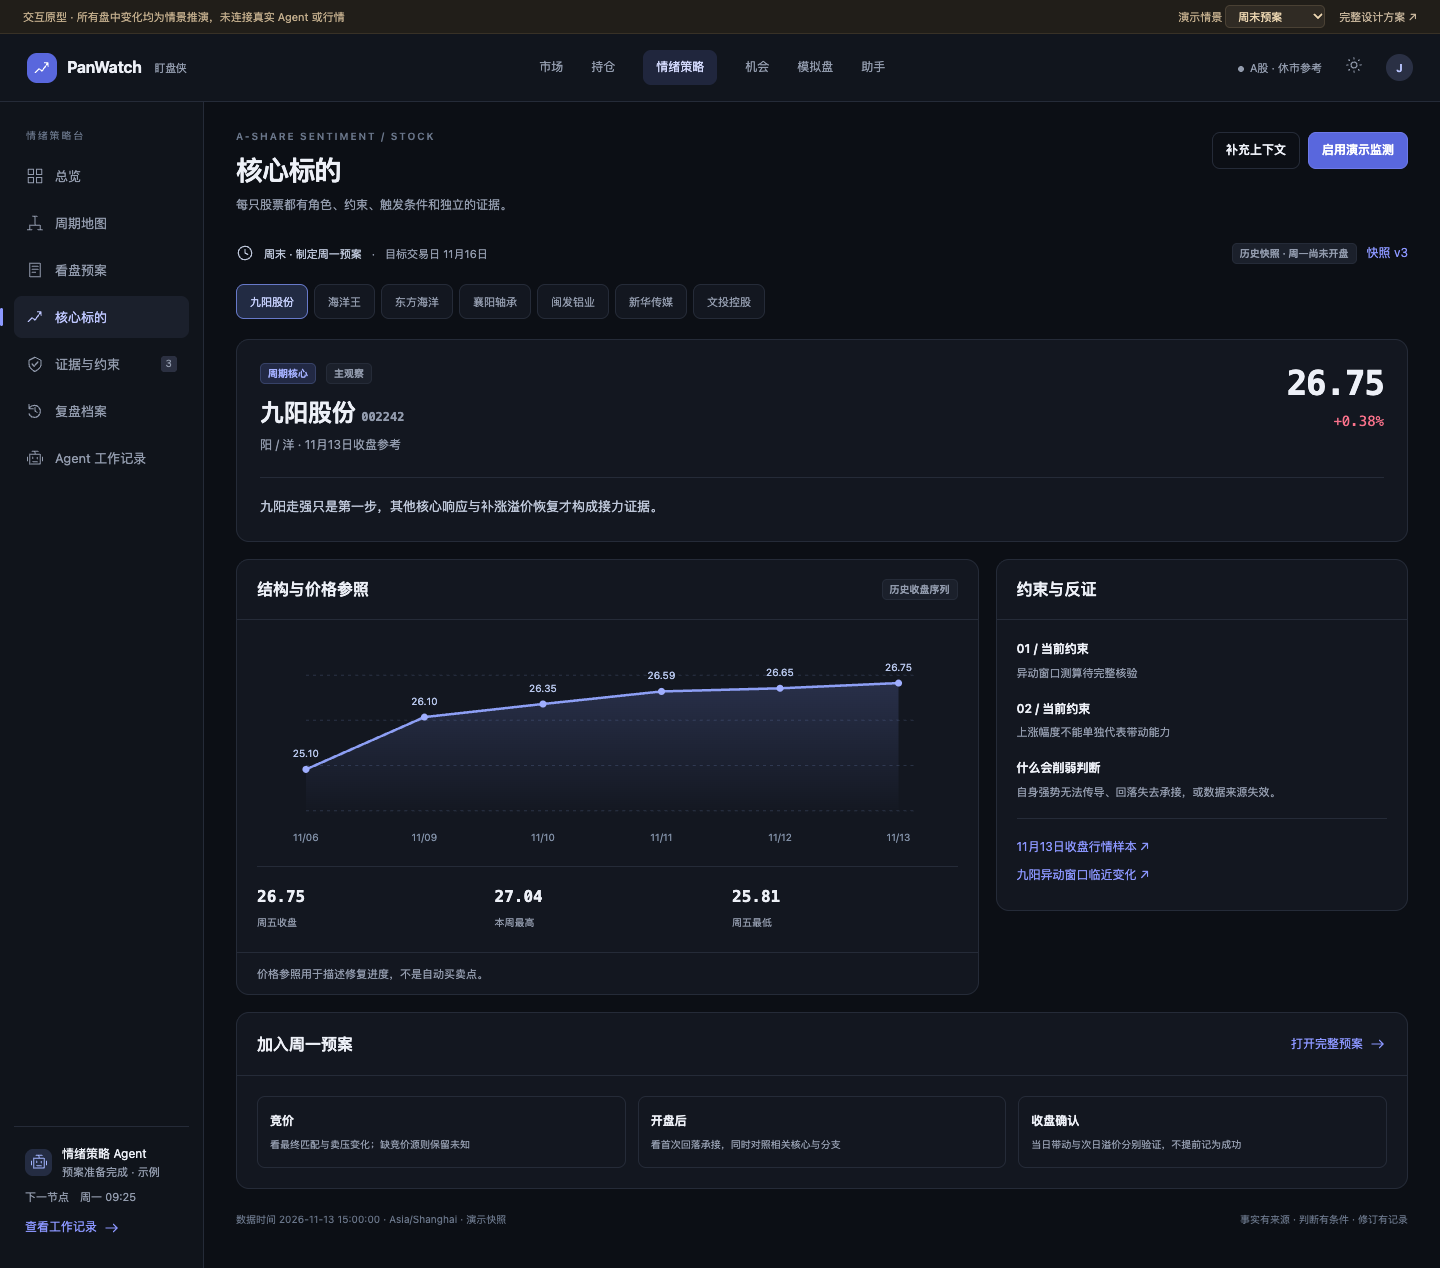 交互原型 · 所有盘中变化均为情景推演，未连接真实 Agent 或行情
演示情景 周末预案 完整设计方案 ↗
PanWatch 盯盘侠
市场 持仓 情绪策略 机会 模拟盘 助手
A股 · 休市参考
J
情绪策略台
总览
周期地图
看盘预案
核心标的
证据与约束 3
复盘档案
Agent 工作记录
情绪策略 Agent
预案准备完成 · 示例
下一节点 周一 09:25
查看工作记录 →
A-SHARE SENTIMENT / STOCK
核心标的
每只股票都有角色、约束、触发条件和独立的证据。
补充上下文 启用演示监测
周末 · 制定周一预案 · 目标交易日 11月16日
历史快照 · 周一尚未开盘 快照 v3
九阳股份 海洋王 东方海洋 襄阳轴承 闽发铝业 新华传媒 文投控股
周期核心 主观察
九阳股份 002242
阳 / 洋 · 11月13日收盘参考
26.75
+0.38%
九阳走强只是第一步，其他核心响应与补涨溢价恢复才构成接力证据。
结构与价格参照
历史收盘序列
25.10 26.10 26.35 26.59 26.65 26.75
11/06 11/09 11/10 11/11 11/12 11/13
26.75 27.04 25.81
周五收盘 本周最高 周五最低
价格参照用于描述修复进度，不是自动买卖点。
约束与反证
01 / 当前约束
异动窗口测算待完整核验
02 / 当前约束
上涨幅度不能单独代表带动能力
什么会削弱判断
自身强势无法传导、回落失去承接，或数据来源失效。
11月13日收盘行情样本 ↗
九阳异动窗口临近变化 ↗
加入周一预案
打开完整预案 →
竞价
看最终匹配与卖压变化；缺竞价源则保留未知
开盘后
看首次回落承接，同时对照相关核心与分支
收盘确认
当日带动与次日溢价分别验证，不提前记为成功
数据时间 2026-11-13 15:00:00 · Asia/Shanghai · 演示快照
事实有来源 · 判断有条件 · 修订有记录